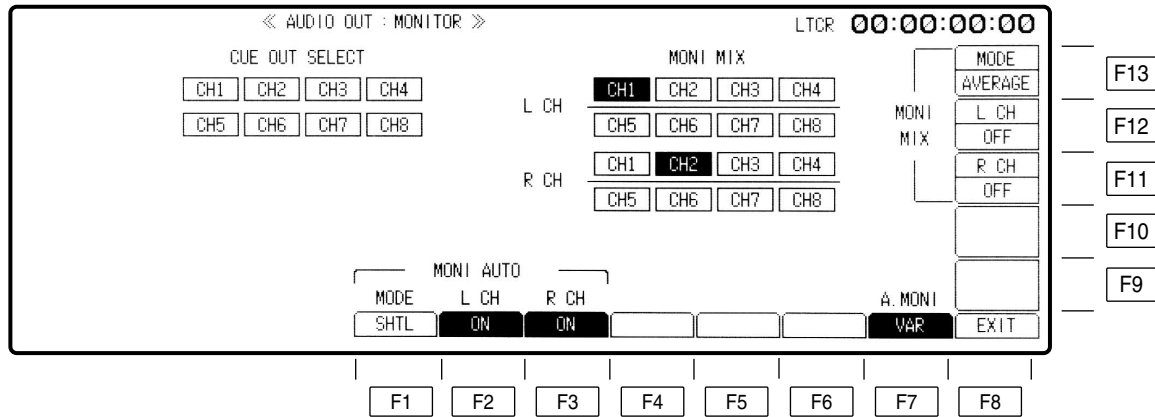 ≪ AUDIO OUT : MONITOR ≫ LTCR 00:00:00:00
CUE OUT SELECT
CH1 CH2 CH3 CH4
CH5 CH6 CH7 CH8
MONI MIX
L CH
CH1 CH2 CH3 CH4
CH5 CH6 CH7 CH8
R CH
CH1 CH2 CH3 CH4
CH5 CH6 CH7 CH8
MONI
MIX
MODE
AVERAGE
L CH
OFF
R CH
OFF
F13
F12
F11
F10
F9
MONI AUTO
MODE L CH R CH A.MONI
SHTL ON ON VAR EXIT
F1 F2 F3 F4 F5 F6 F7 F8